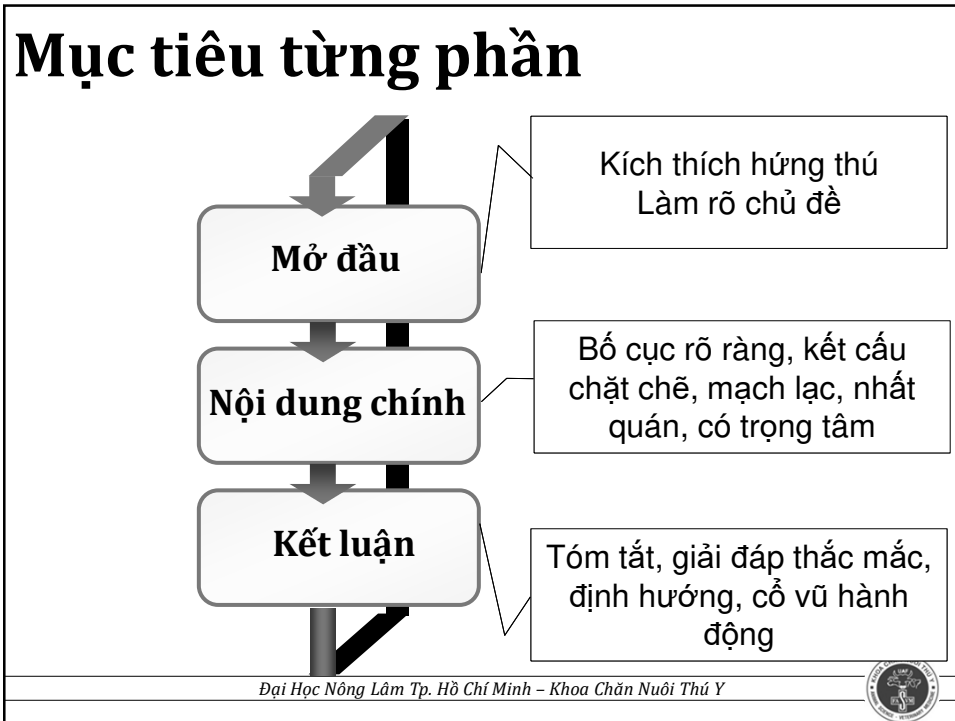 Mục tiêu từng phần
Mở đầu
Kích thích hứng thú
Làm rõ chủ đề
Nội dung chính
Bố cục rõ ràng, kết cấu
chặt chẽ, mạch lạc, nhất
quán, có trọng tâm
Kết luận
Tóm tắt, giải đáp thắc mắc,
định hướng, cổ vũ hành
động
Đại Học Nông Lâm Tp. Hồ Chí Minh – Khoa Chăn Nuôi Thú Y